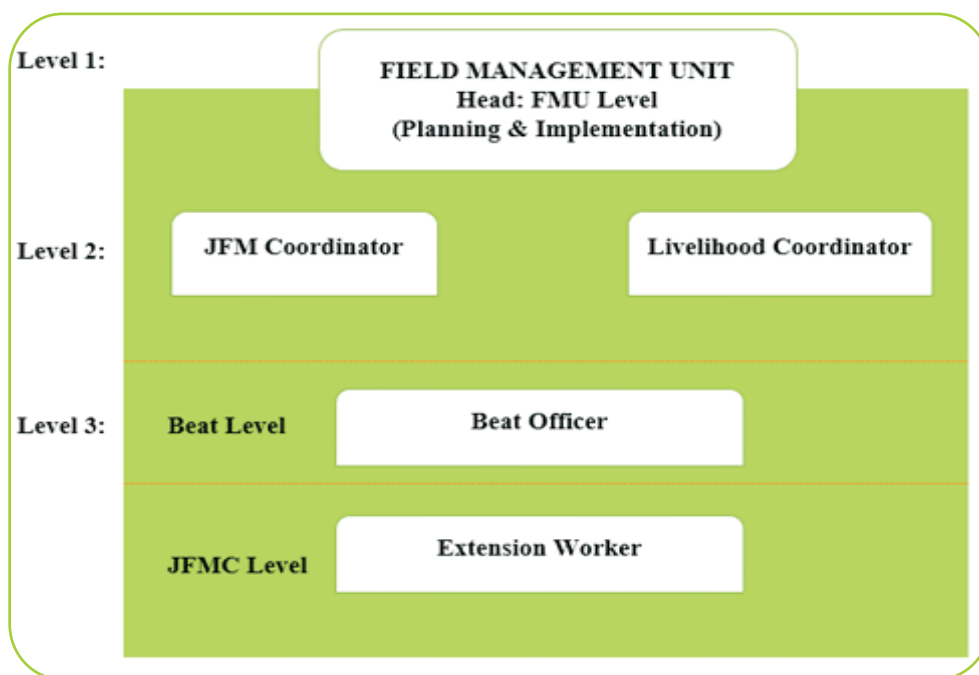 Level 1:
FIELD MANAGEMENT UNIT
Head: FMU Level
(Planning & Implementation)
Level 2:
JFM Coordinator
Livelihood Coordinator
Level 3:
Beat Level
Beat Officer
JFMC Level
Extension Worker